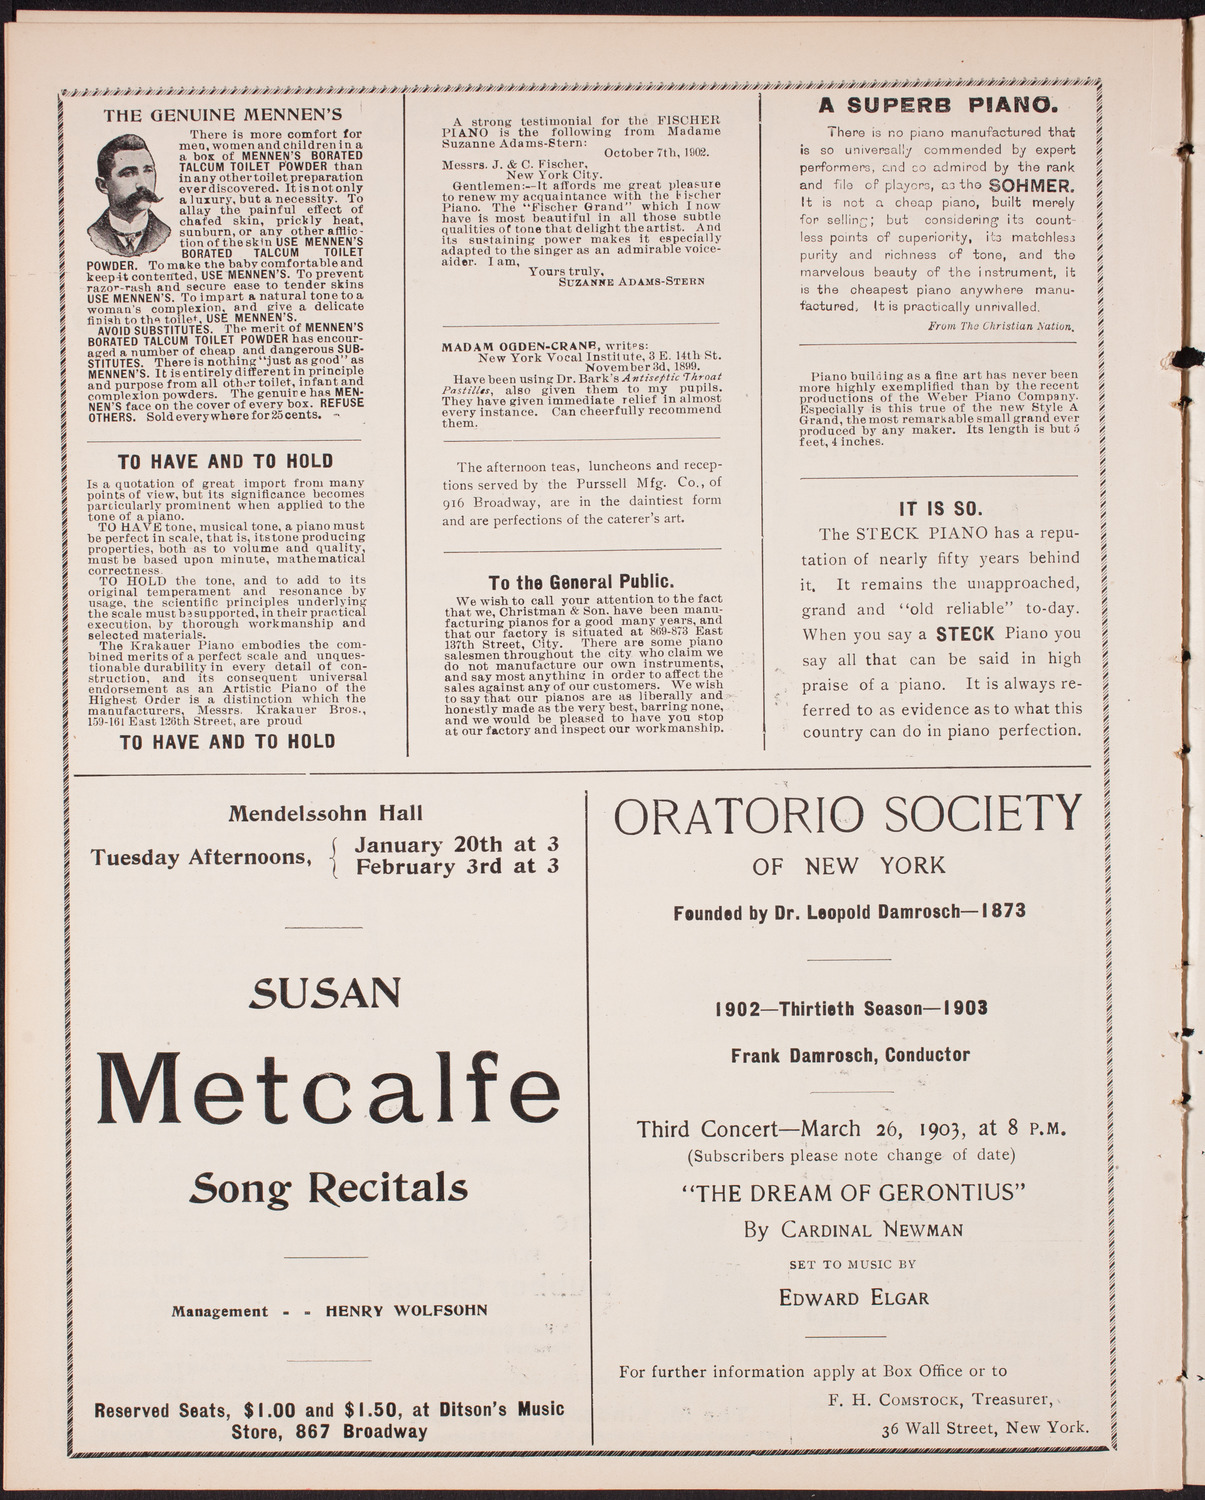 THE GENUINE MENNEN'S
There is more comfort for
men, women and children in a
a box of MENNEN'S BORATED
TALCUM TOILET POWDER than
in any other toilet preparation
ever discovered. It is not only
a luxury, but a necessity. To
allay the painful effect of
chafed skin, prickly heat,
sunburn, or any other afflic-
tion of the skin USE MENNEN'S
BORATED TALCUM TOILET
POWDER. To make the baby comfortable and
keep it contented, USE MENNEN'S. To prevent
razor-rash and secure ease to tender skins
USE MENNEN'S. To impart a natural tone to a
woman's complexion, and give a delicate
finish to the toilet, USE MENNEN'S.
AVOID SUBSTITUTES. The merit of MENNEN'S
BORATED TALCUM TOILET POWDER has encour-
aged a number of cheap and dangerous SUB-
STITUTES. There is nothing "just as good" as
MENNEN'S. It is entirely different in principle
and purpose from all other toilet, infant and
complexion powders. The genuine has MEN-
NEN'S face on the cover of every box. REFUSE
OTHERS. Sold everywhere for 25 cents.
TO HAVE AND TO HOLD
Is a quotation of great import from many
points of view, but its significance becomes
particularly prominent when applied to the
tone of a piano.
TO HAVE tone, musical tone, a piano must
be perfect in scale, that is, its tone producing
properties, both as to volume and quality,
must be based upon minute, mathematical
correctness.
TO HOLD the tone, and to add to its
original temperament and resonance by
usage, the scientific principles underlying
the scale must be supported, in their practical
execution, by thorough workmanship and
selected materials.
The Krakauer Piano embodies the com-
bined merits of a perfect scale and unques-
tionable durability in every detail of con-
struction, and its consequent universal
endorsement as an Artistic Piano of the
Highest Order is a distinction which the
manufacturers, Messrs. Krakauer Bros.,
159-161 East 126th Street, are proud
TO HAVE AND TO HOLD
A strong testimonial for the FISCHER
PIANO is the following from Madame
Suzanne Adams-Stern:
October 7th, 1902.
Messrs. J. & C. Fischer,
New York City.
Gentlemen:—It affords me great pleasure
to renew my acquaintance with the Fischer
Piano. The "Fischer Grand" which I now
have is most beautiful in all those subtle
qualities of tone that delight the artist. And
its sustaining power makes it especially
adapted to the singer as an admirable voice-
aider. I am,
Yours truly,
SUZANNE ADAMS-STERN
MADAM OGDEN-CRANE, writes:
New York Vocal Institute, 3 E. 14th St.
November 3d, 1899.
Have been using Dr. Bark's Antiseptic Throat
Pastilles, also given them to my pupils.
They have given immediate relief in almost
every instance. Can cheerfully recommend
them.
The afternoon teas, luncheons and recep-
tions served by the Purssell Mfg. Co., of
916 Broadway, are in the daintiest form
and are perfections of the caterer's art.
To the General Public.
We wish to call your attention to the fact
that we, Christman & Son. have been manu-
facturing pianos for a good many years, and
that our factory is situated at 869-873 East
137th Street, City. There are some piano
salesmen throughout the city who claim we
do not manufacture our own instruments,
and say most anything in order to affect the
sales against any of our customers. We wish
to say that our pianos are as liberally and
honestly made as the very best, barring none,
and we would be pleased to have you stop
at our factory and inspect our workmanship.
A SUPERB PIANO.
There is no piano manufactured that
is so universally commended by expert
performers, and so admired by the rank
and file of players, as the SOHMER.
It is not a cheap piano, built merely
for selling; but considering its count-
less points of superiority, its matchless
purity and richness of tone, and the
marvelous beauty of the instrument, it
is the cheapest piano anywhere manu-
factured. It is practically unrivalled.
From The Christian Nation.
Piano building as a fine art has never been
more highly exemplified than by the recent
productions of the Weber Piano Company.
Especially is this true of the new Style A
Grand, the most remarkable small grand ever
produced by any maker. Its length is but 5
feet, 4 inches.
IT IS SO.
The STECK PIANO has a repu-
tation of nearly fifty years behind
it. It remains the unapproached,
grand and "old reliable" to-day.
When you say a STECK Piano you
say all that can be said in high
praise of a piano. It is always re-
ferred to as evidence as to what this
country can do in piano perfection.
Mendelssohn Hall
Tuesday Afternoons, { January 20th at 3
February 3rd at 3
SUSAN
Metcalfe
Song Recitals
Management - - HENRY WOLFSOHN
Reserved Seats, $1.00 and $1.50, at Ditson's Music
Store, 867 Broadway
ORATORIO SOCIETY
OF NEW YORK
Founded by Dr. Leopold Damrosch—1873
1902—Thirtieth Season—1903
Frank Damrosch, Conductor
Third Concert—March 26, 1903, at 8 P.M.
(Subscribers please note change of date)
"THE DREAM OF GERONTIUS"
By CARDINAL NEWMAN
SET TO MUSIC BY
EDWARD ELGAR
For further information apply at Box Office or to
F. H. COMSTOCK, Treasurer,
36 Wall Street, New York.